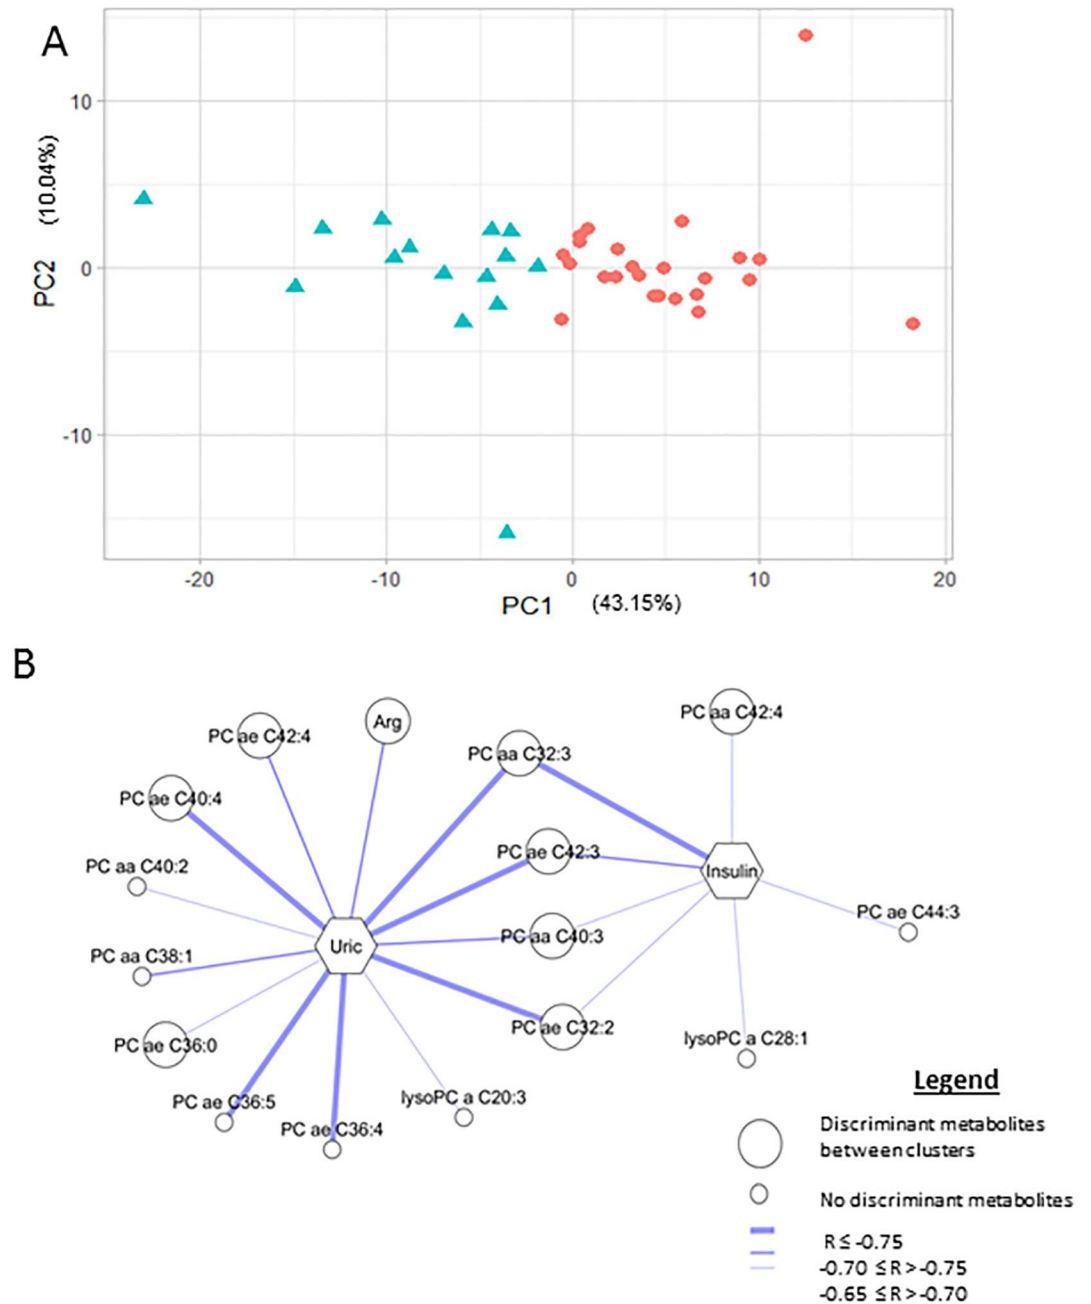 A
10
0
-10
PC2 (10.04%)
-20
-10
0
10
20
PC1 (43.15%)
B
PC ae C42:4
Arg
PC aa C32:3
PC aa C42:4
PC ae C40:4
PC ae C42:3
PC aa C40:2
Insulin
PC ae C44:3
Uric
PC aa C40:3
PC aa C38:1
PC ae C32:2
lysoPC a C28:1
PC ae C36:0
PC ae C36:5
lysoPC a C20:3
PC ae C36:4
Legend
Discriminant metabolites
between clusters
No discriminant metabolites
R ≤ -0.75
-0.70 ≤ R > -0.75
-0.65 ≤ R > -0.70